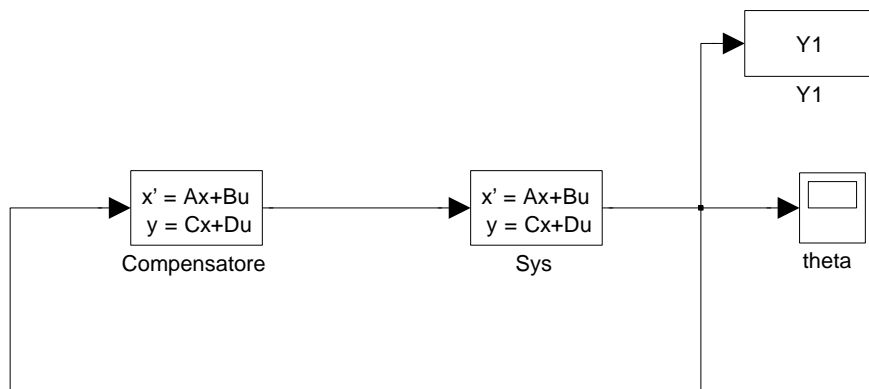 Y1
Y1
x' = Ax+Bu
y = Cx+Du
Compensatore
x' = Ax+Bu
y = Cx+Du
Sys
theta